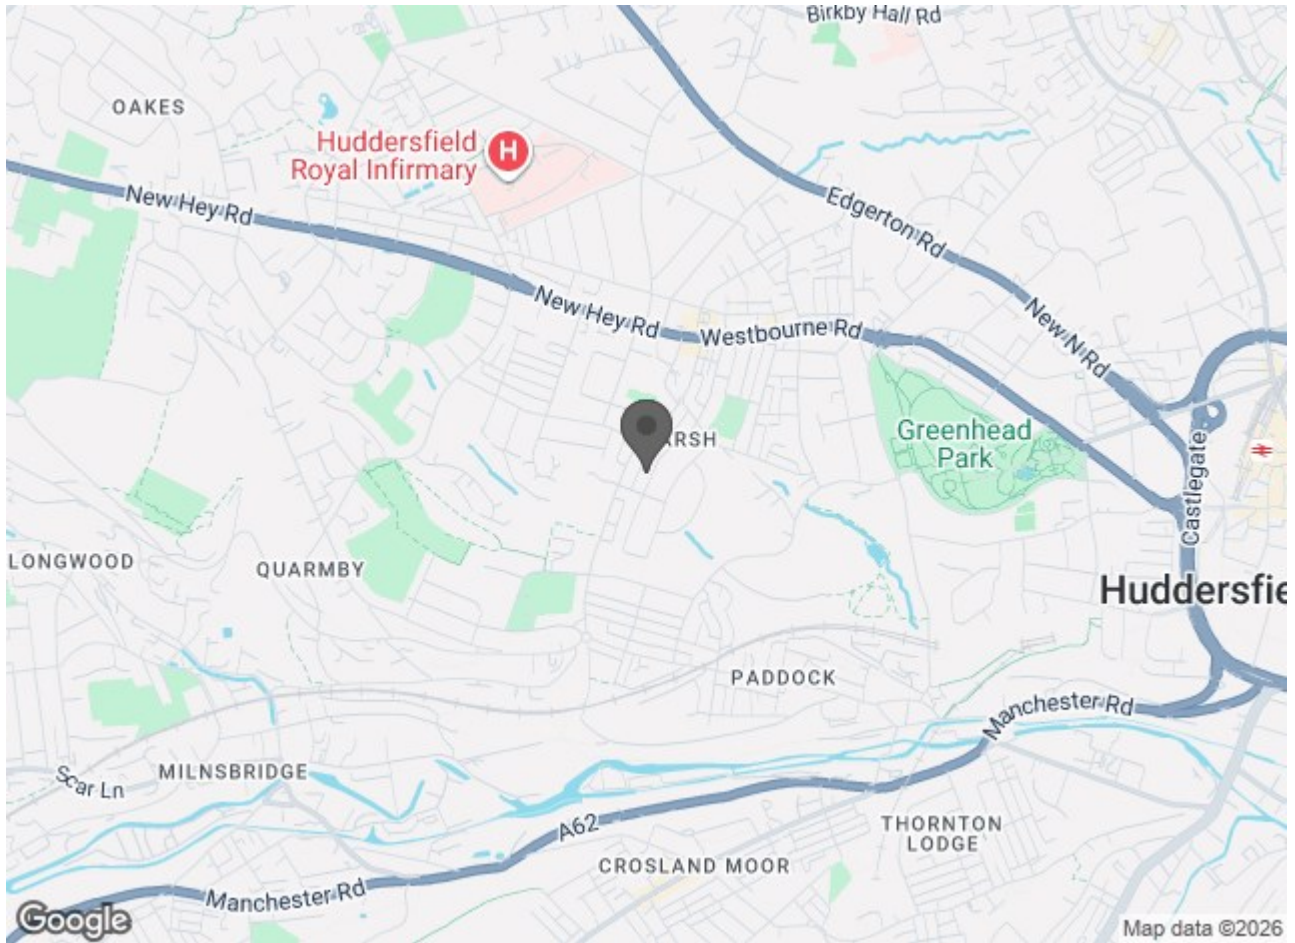 Birkby Hall Rd
OAKES
Huddersfield
Royal Infirmary
H
New Hey Rd
Edgerton Rd
New Hey Rd
Westbourne Rd
New N Rd
Greenhead
Park
ARSH
Castlegate
LONGWOOD
QUARMBY
Huddersfie
PADDOCK
Manchester Rd
Scar Ln
MILNSBRIDGE
A62
THORNTON
LODGE
CROSLAND MOOR
Manchester Rd
Google
Map data ©2026